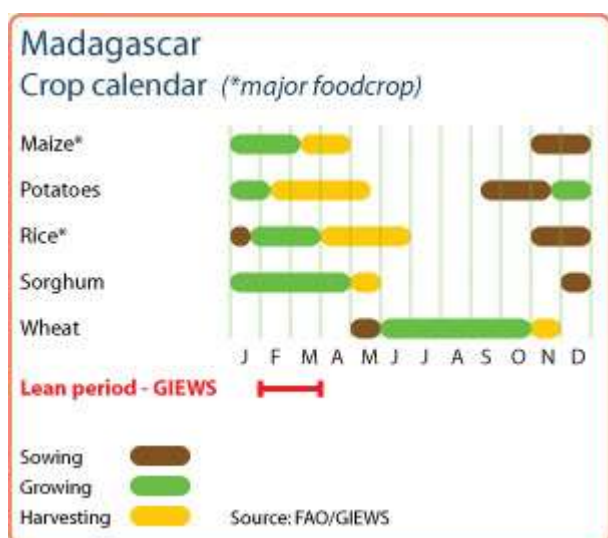 Madagascar
Crop calendar (*major foodcrop)
Maize*
Potatoes
Rice*
Sorghum
Wheat
J F M A M J J A S O N D
Lean period - GIEWS
Sowing
Growing
Harvesting Source: FAO/GIEWS